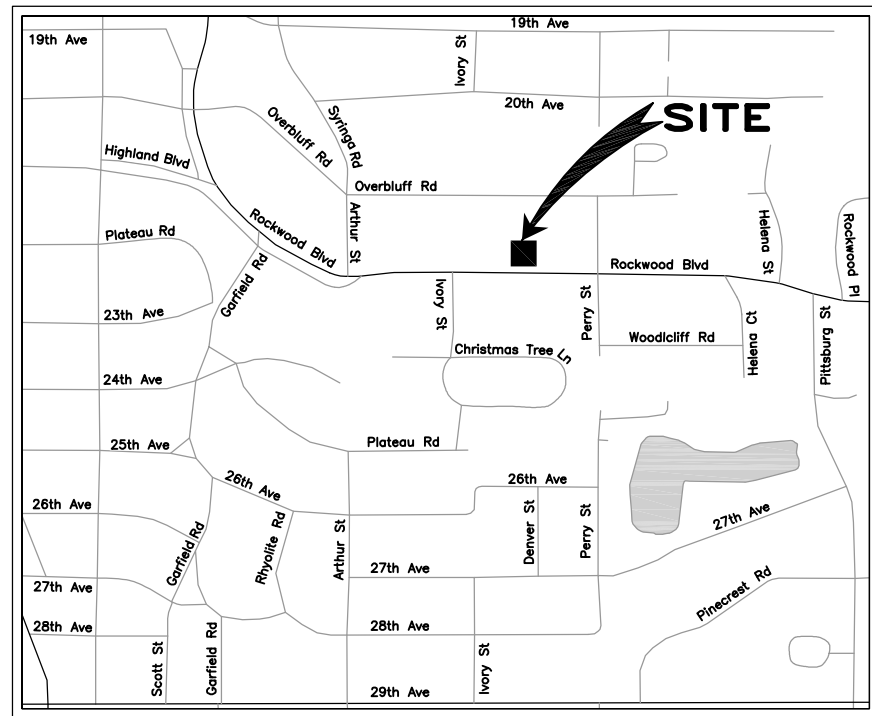 19th Ave
19th Ave
Ivory St
20th Ave
SITE
Syringa Rd
Overbluff Rd
Highland Blvd
Overbluff Rd
Arthur St
Rockwood Blvd
Plateau Rd
Garfield Rd
Helena St
Rockwood Pl
Rockwood Blvd
Ivory St
Perry St
23th Ave
Woodlcliff Rd
Helena Ct
Pittsburg St
Christmas Tree Ln
24th Ave
25th Ave
Plateau Rd
26th Ave
26th Ave
26th Ave
27th Ave
Garfield Rd
Rhyolite Rd
Arthur St
Denver St
Perry St
27th Ave
27th Ave
Pinecrest Rd
28th Ave
28th Ave
Scott St
Garfield Rd
Ivory St
29th Ave